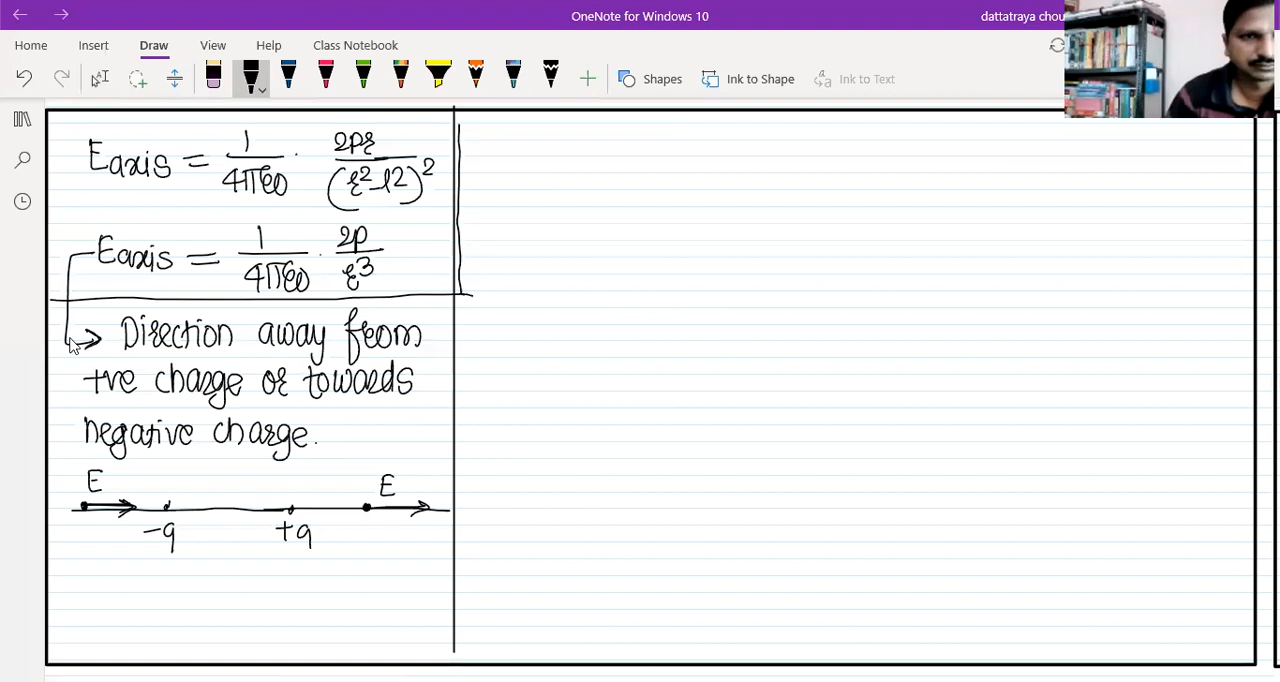 OneNote for Windows 10
dattatraya chou
Home Insert Draw View Help Class Notebook
Shapes Ink to Shape Ink to Text
Eaxis = 1/4πε0 · 2pr/(r²-l²)²
Eaxis = 1/4πε0 · 2p/r³
→ Direction away from
+ve charge or towards
negative charge.
E E
-q +q